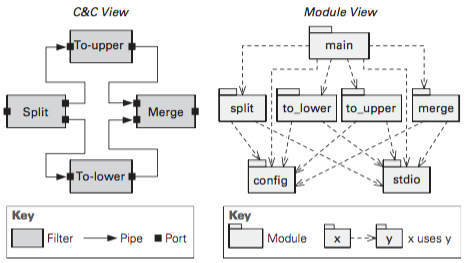 C&C View
Module View
To-upper
Split
Merge
To-lower
main
split
to_lower
to_upper
merge
config
stdio
Key
Filter
Pipe
Port
Key
Module
x
y
x uses y